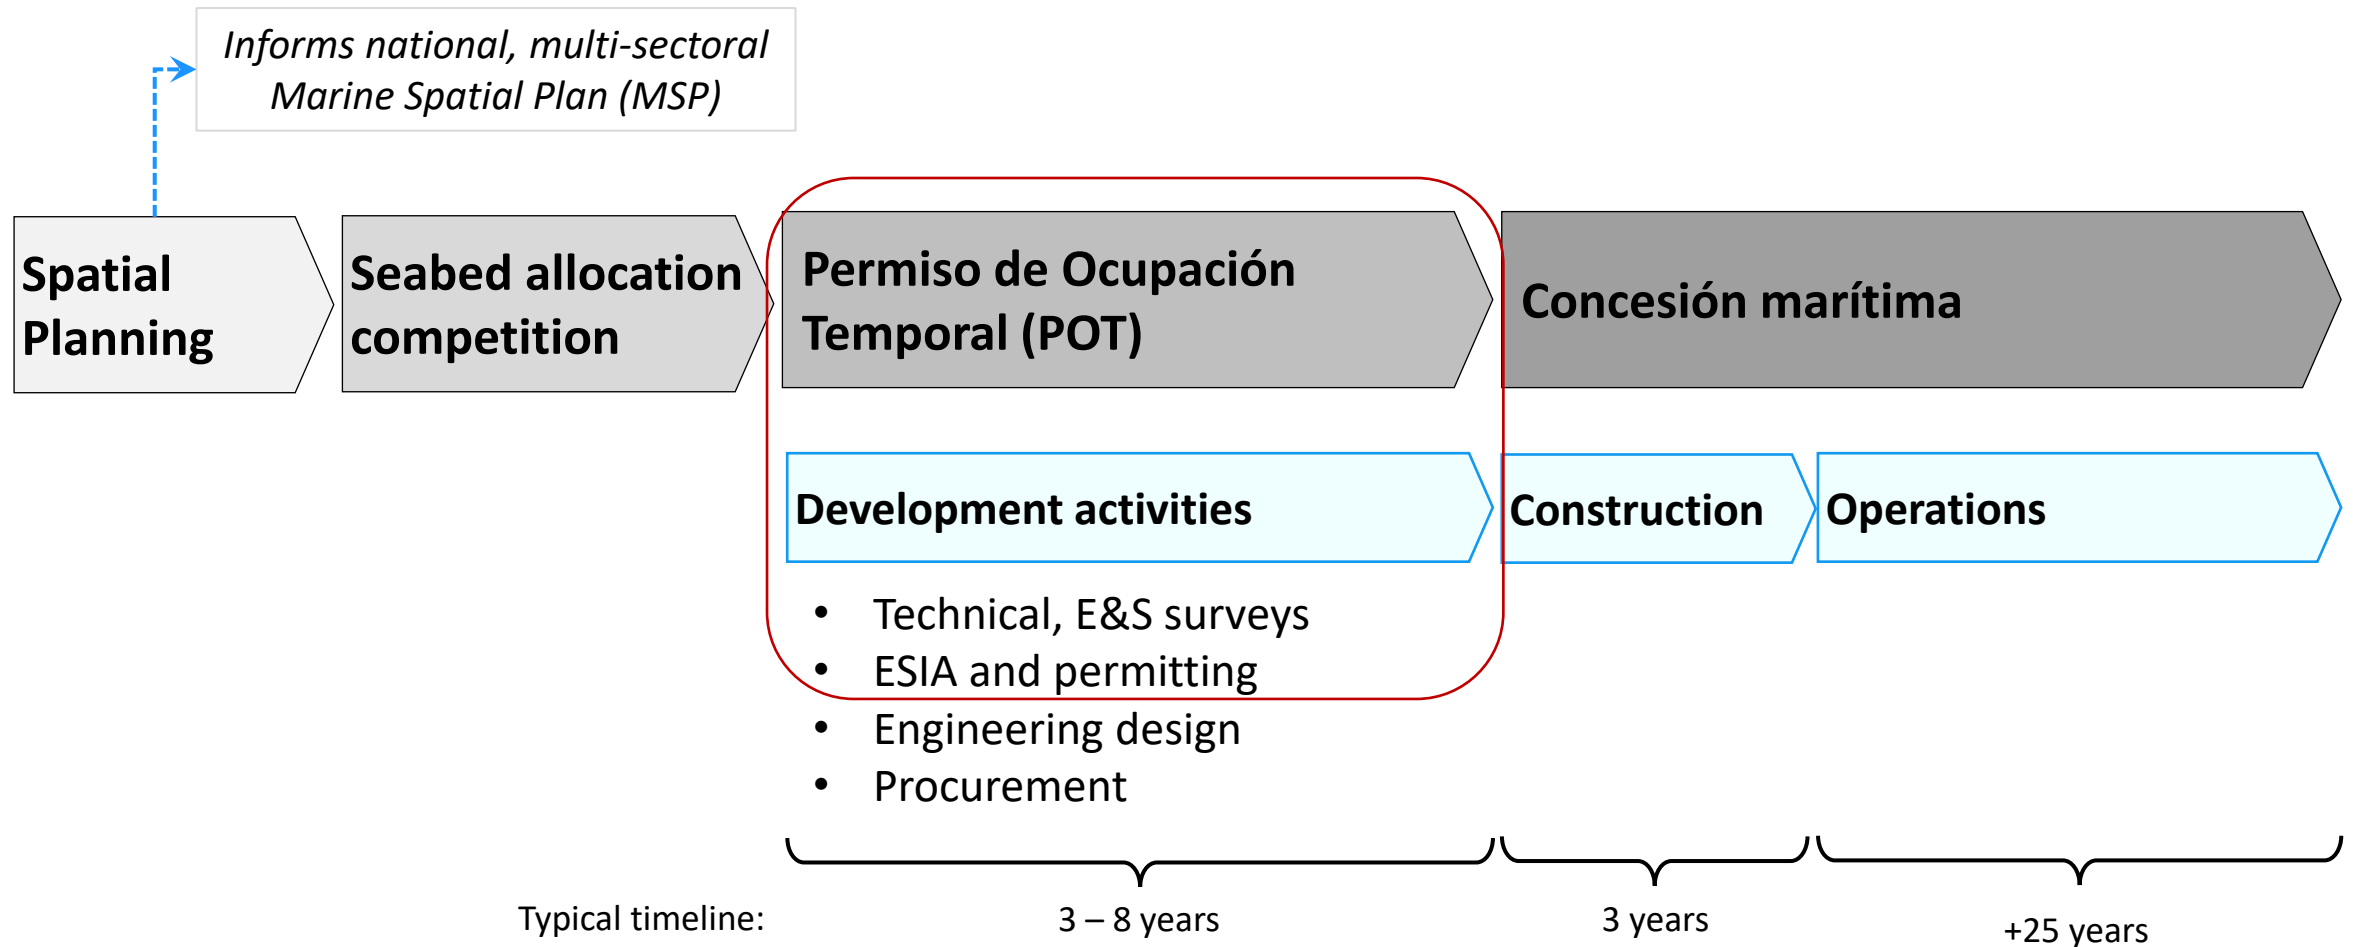 Informs national, multi-sectoral
Marine Spatial Plan (MSP)
Spatial
Planning
Seabed allocation
competition
Permiso de Ocupación
Temporal (POT)
Concesión marítima
Development activities
Construction
Operations
• Technical, E&S surveys
• ESIA and permitting
• Engineering design
• Procurement
Typical timeline:
3 – 8 years
3 years
+25 years